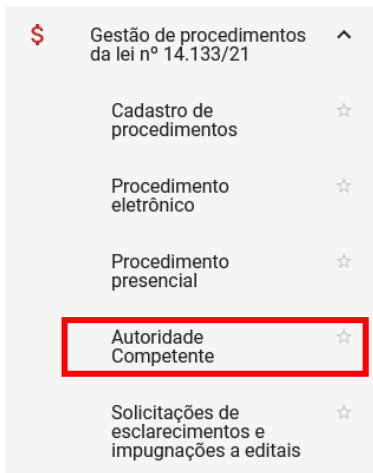 $ Gestão de procedimentos
da lei nº 14.133/21
Cadastro de
procedimentos
Procedimento
eletrônico
Procedimento
presencial
Autoridade
Competente
Solicitações de
esclarecimentos e
impugnações a editais